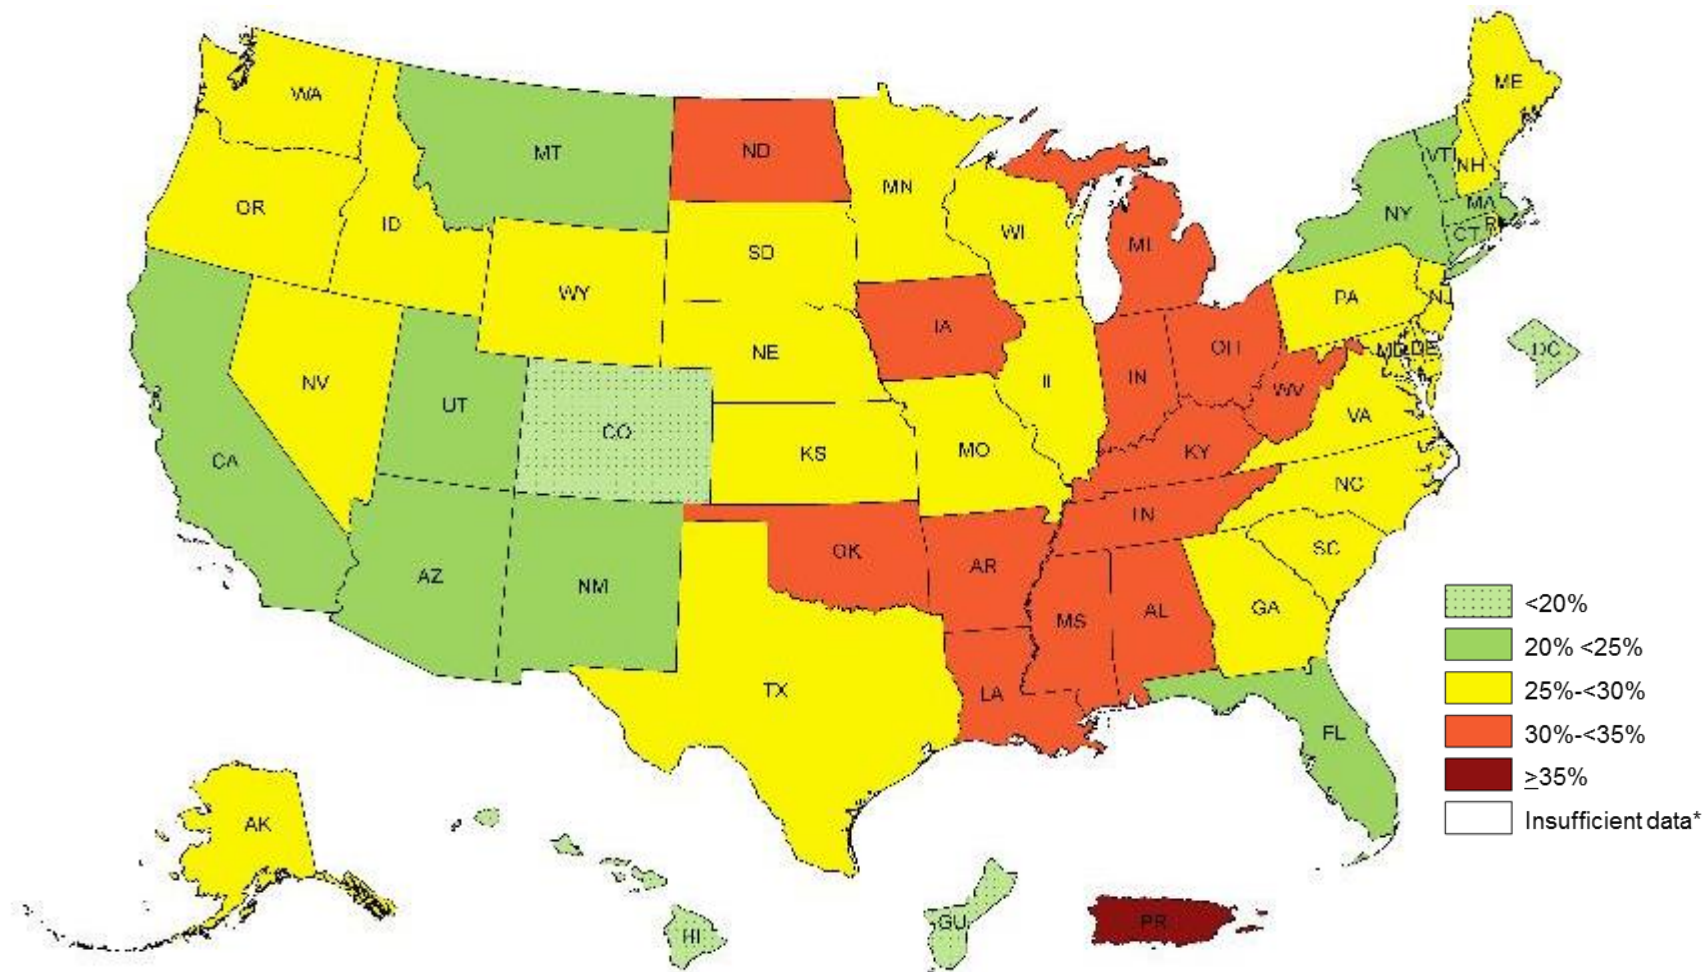 WA
ME
MT
ND
VT
NH
MN
OR
ID
MA
NY
WI
MI
SD
CT
R
WY
PA
NJ
IA
OH
MD
DE
DC
NE
IN
NV
IL
WV
UT
VA
CO
KS
MO
KY
CA
NC
TN
OK
SC
AZ
NM
AR
GA
AL
MS
<20%
20% <25%
TX
LA
25%-<30%
FL
30%-<35%
≥35%
AK
Insufficient data*
GU
PR
HI